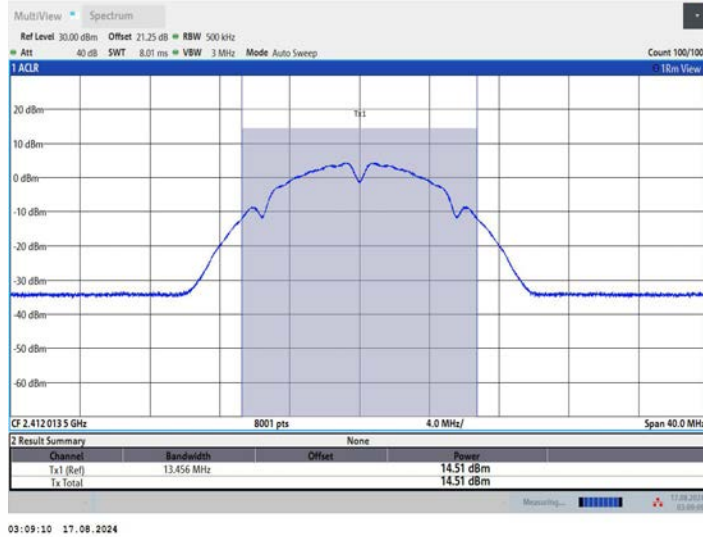 MultiView Spectrum
Ref Level 30.00 dBm Offset 21.25 dB RBW 500 kHz
Att 40 dB SWT 8.01 ms VBW 3 MHz Mode Auto Sweep Count 100/100
1 ACLR 1Rm View
Tx1
20 dBm
10 dBm
0 dBm
-10 dBm
-20 dBm
-30 dBm
-40 dBm
-50 dBm
-60 dBm
CF 2.412 013 5 GHz 8001 pts 4.0 MHz/ Span 40.0 MHz
2 Result Summary None
Channel Bandwidth Offset Power
Tx1 (Ref) 13.456 MHz 14.51 dBm
Tx Total 14.51 dBm
Measuring... 17.08.2024
03:09:10 17.08.2024